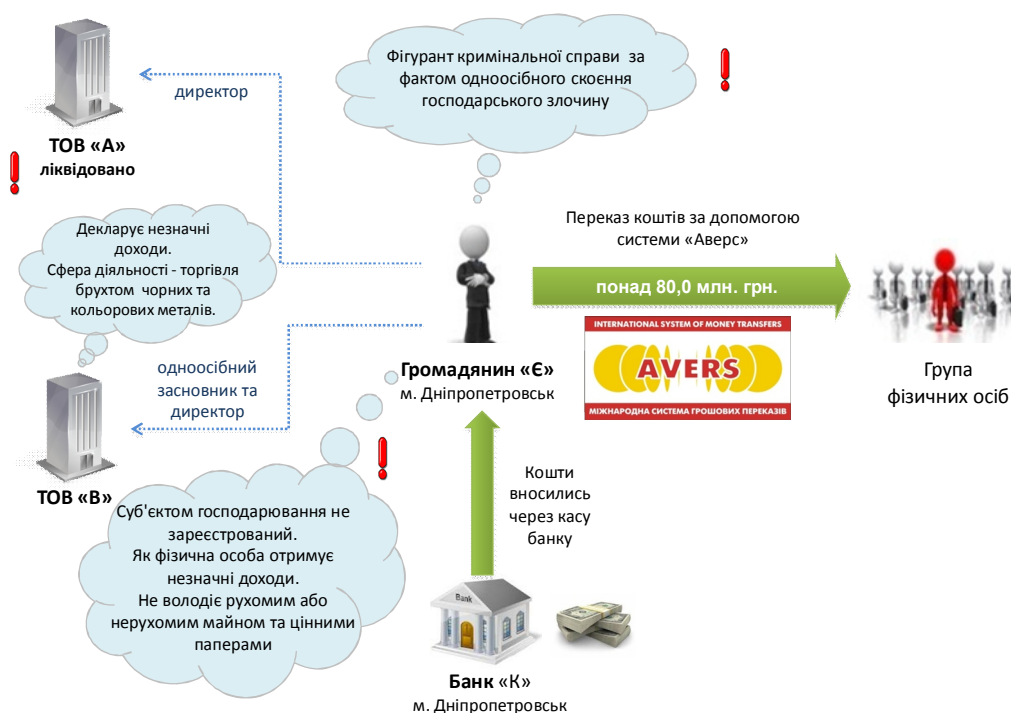 Фігурант кримінальної справи за
фактом одноосібного скоєння
господарського злочину
директор
ТОВ «А»
ліквідовано
Декларує незначні
доходи.
Сфера діяльності - торгівля
брухтом чорних та
кольорових металів.
Переказ коштів за допомогою
системи «Аверс»
понад 80,0 млн. грн.
INTERNATIONAL SYSTEM OF MONEY TRANSFERS
AVERS
МІЖНАРОДНА СИСТЕМА ГРОШОВИХ ПЕРЕКАЗІВ
Група
фізичних осіб
одноосібний
засновник та
директор
Громадянин «Є»
м. Дніпропетровськ
ТОВ «В»
Суб'єктом господарювання не
зареєстрований.
Як фізична особа отримує
незначні доходи.
Не володіє рухомим або
нерухомим майном та цінними
паперами
Кошти
вносились
через касу
банку
Bank
Банк «К»
м. Дніпропетровськ